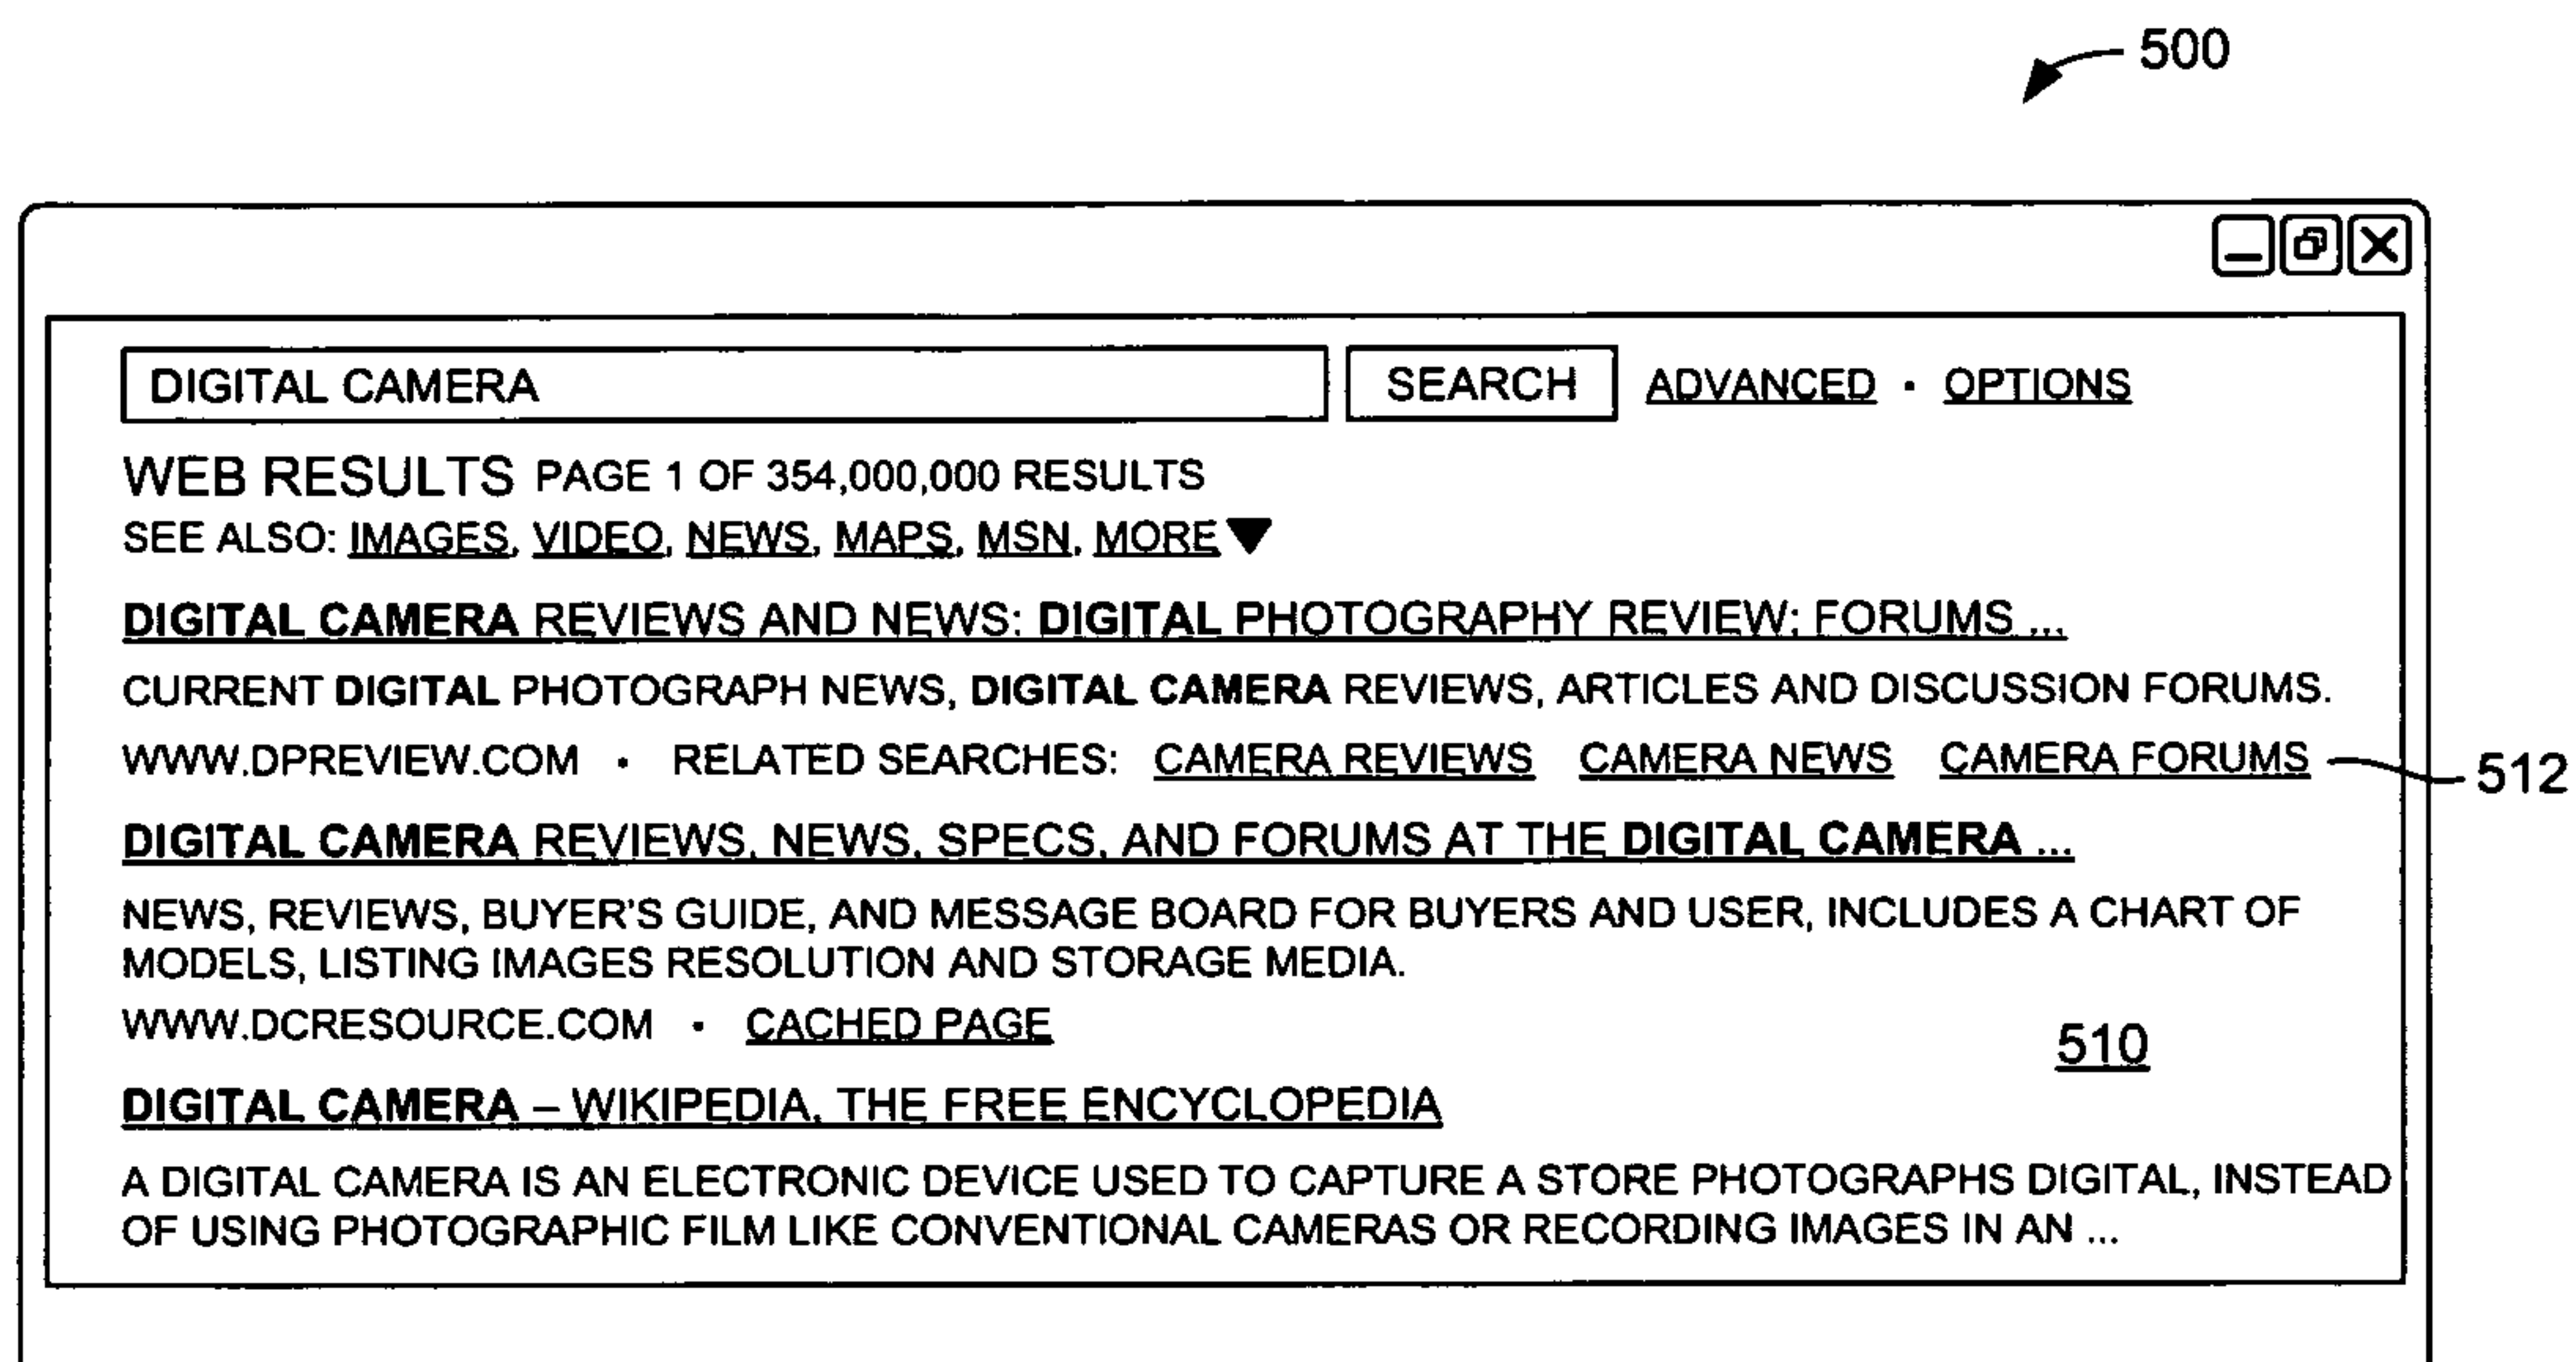 500
DIGITAL CAMERA SEARCH ADVANCED · OPTIONS
WEB RESULTS PAGE 1 OF 354,000,000 RESULTS
SEE ALSO: IMAGES, VIDEO, NEWS, MAPS, MSN, MORE
DIGITAL CAMERA REVIEWS AND NEWS: DIGITAL PHOTOGRAPHY REVIEW; FORUMS ...
CURRENT DIGITAL PHOTOGRAPH NEWS, DIGITAL CAMERA REVIEWS, ARTICLES AND DISCUSSION FORUMS.
WWW.DPREVIEW.COM · RELATED SEARCHES: CAMERA REVIEWS CAMERA NEWS CAMERA FORUMS 512
DIGITAL CAMERA REVIEWS, NEWS, SPECS, AND FORUMS AT THE DIGITAL CAMERA ...
NEWS, REVIEWS, BUYER'S GUIDE, AND MESSAGE BOARD FOR BUYERS AND USER, INCLUDES A CHART OF
MODELS, LISTING IMAGES RESOLUTION AND STORAGE MEDIA.
WWW.DCRESOURCE.COM · CACHED PAGE
510
DIGITAL CAMERA – WIKIPEDIA, THE FREE ENCYCLOPEDIA
A DIGITAL CAMERA IS AN ELECTRONIC DEVICE USED TO CAPTURE A STORE PHOTOGRAPHS DIGITAL, INSTEAD
OF USING PHOTOGRAPHIC FILM LIKE CONVENTIONAL CAMERAS OR RECORDING IMAGES IN AN ...